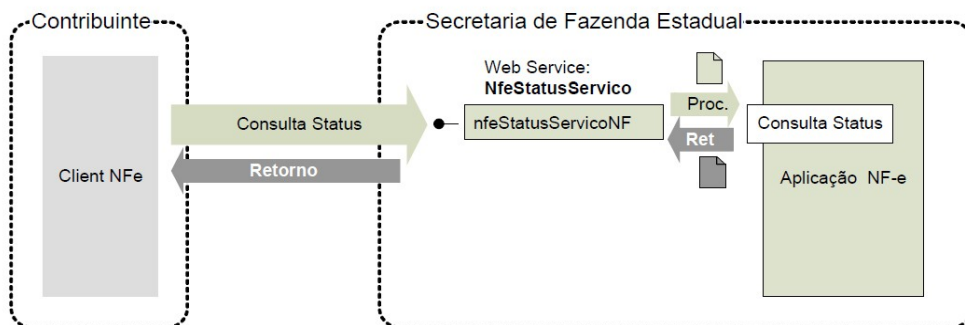 Contribuinte
Secretaria de Fazenda Estadual
Web Service:
NfeStatusServico
Consulta Status
nfeStatusServicoNF
Proc.
Consulta Status
Retorno
Ret
Client NFe
Aplicação NF-e